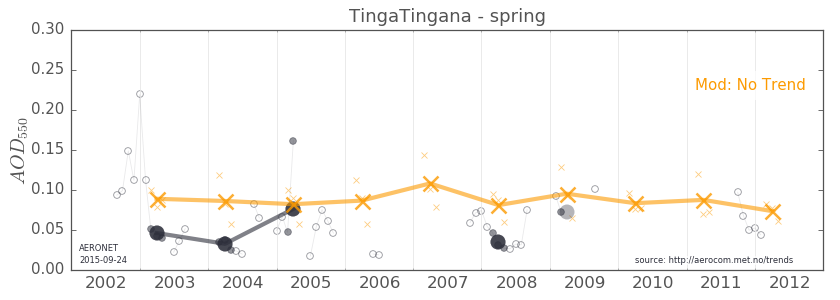 TingaTingana - spring
0.30
0.25
0.20
0.15
0.10
0.05
0.00
AOD550
Mod: No Trend
AERONET
2015-09-24
source: http://aerocom.met.no/trends
2002 2003 2004 2005 2006 2007 2008 2009 2010 2011 2012